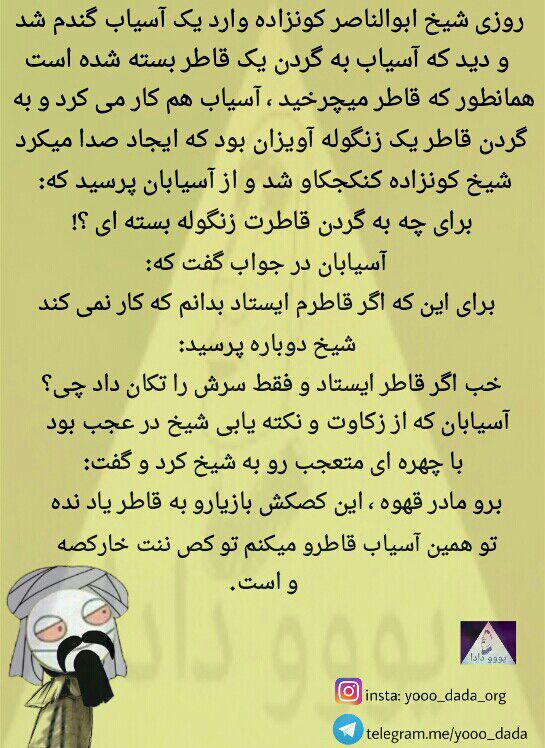 روزی شیخ ابوالناصر کونزاده وارد یک آسیاب گندم شد
و دید که آسیاب به گردن یک قاطر بسته شده است
همانطور که قاطر میچرخید ، آسیاب هم کار می کرد و به
گردن قاطر یک زنگوله آویزان بود که ایجاد صدا میکرد
شیخ کونزاده کنکجکاو شد و از آسیابان پرسید که:
برای چه به گردن قاطرت زنگوله بسته ای ؟!
آسیابان در جواب گفت که:
برای این که اگر قاطرم ایستاد بدانم که کار نمی کند
شیخ دوباره پرسید:
خب اگر قاطر ایستاد و فقط سرش را تکان داد چی؟
آسیابان که از زکاوت و نکته یابی شیخ در عجب بود
با چهره ای متعجب رو به شیخ کرد و گفت:
برو مادر قهوه ، این کصکش بازیارو به قاطر یاد نده
تو همین آسیاب قاطرو میکنم تو کص ننت خارکصه
و است.
یووو دادا
یووو دادا
insta: yooo_dada_org
telegram.me/yooo_dada